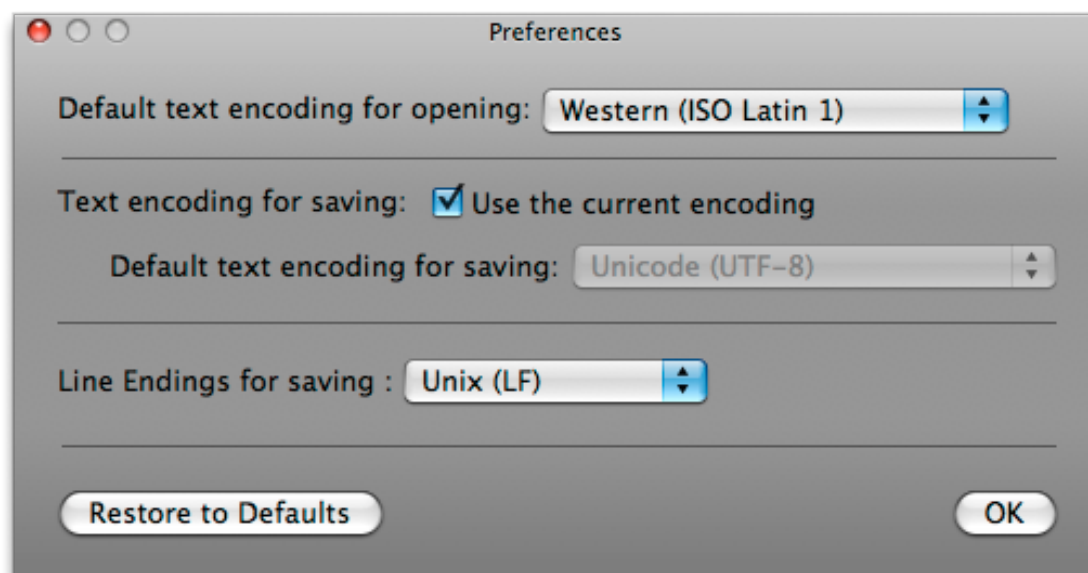 Preferences
Default text encoding for opening: Western (ISO Latin 1)
Text encoding for saving: Use the current encoding
Default text encoding for saving: Unicode (UTF-8)
Line Endings for saving : Unix (LF)
Restore to Defaults OK